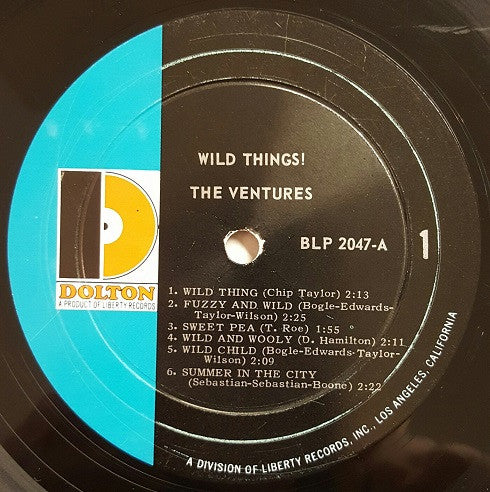 WILD THINGS!
THE VENTURES
BLP 2047-A
1
DOLTON
A PRODUCT OF LIBERTY RECORDS
1. WILD THING (Chip Taylor) 2:13
2. FUZZY AND WILD (Bogle-Edwards-
Taylor-Wilson) 2:25
3. SWEET PEA (T. Roe) 1:55
4. WILD AND WOOLY (D. Hamilton) 2:11
5. WILD CHILD (Bogle-Edwards-Taylor-
Wilson) 2:09
6. SUMMER IN THE CITY
(Sebastian-Sebastian-Boone) 2:22
A DIVISION OF LIBERTY RECORDS, INC., LOS ANGELES, CALIFORNIA